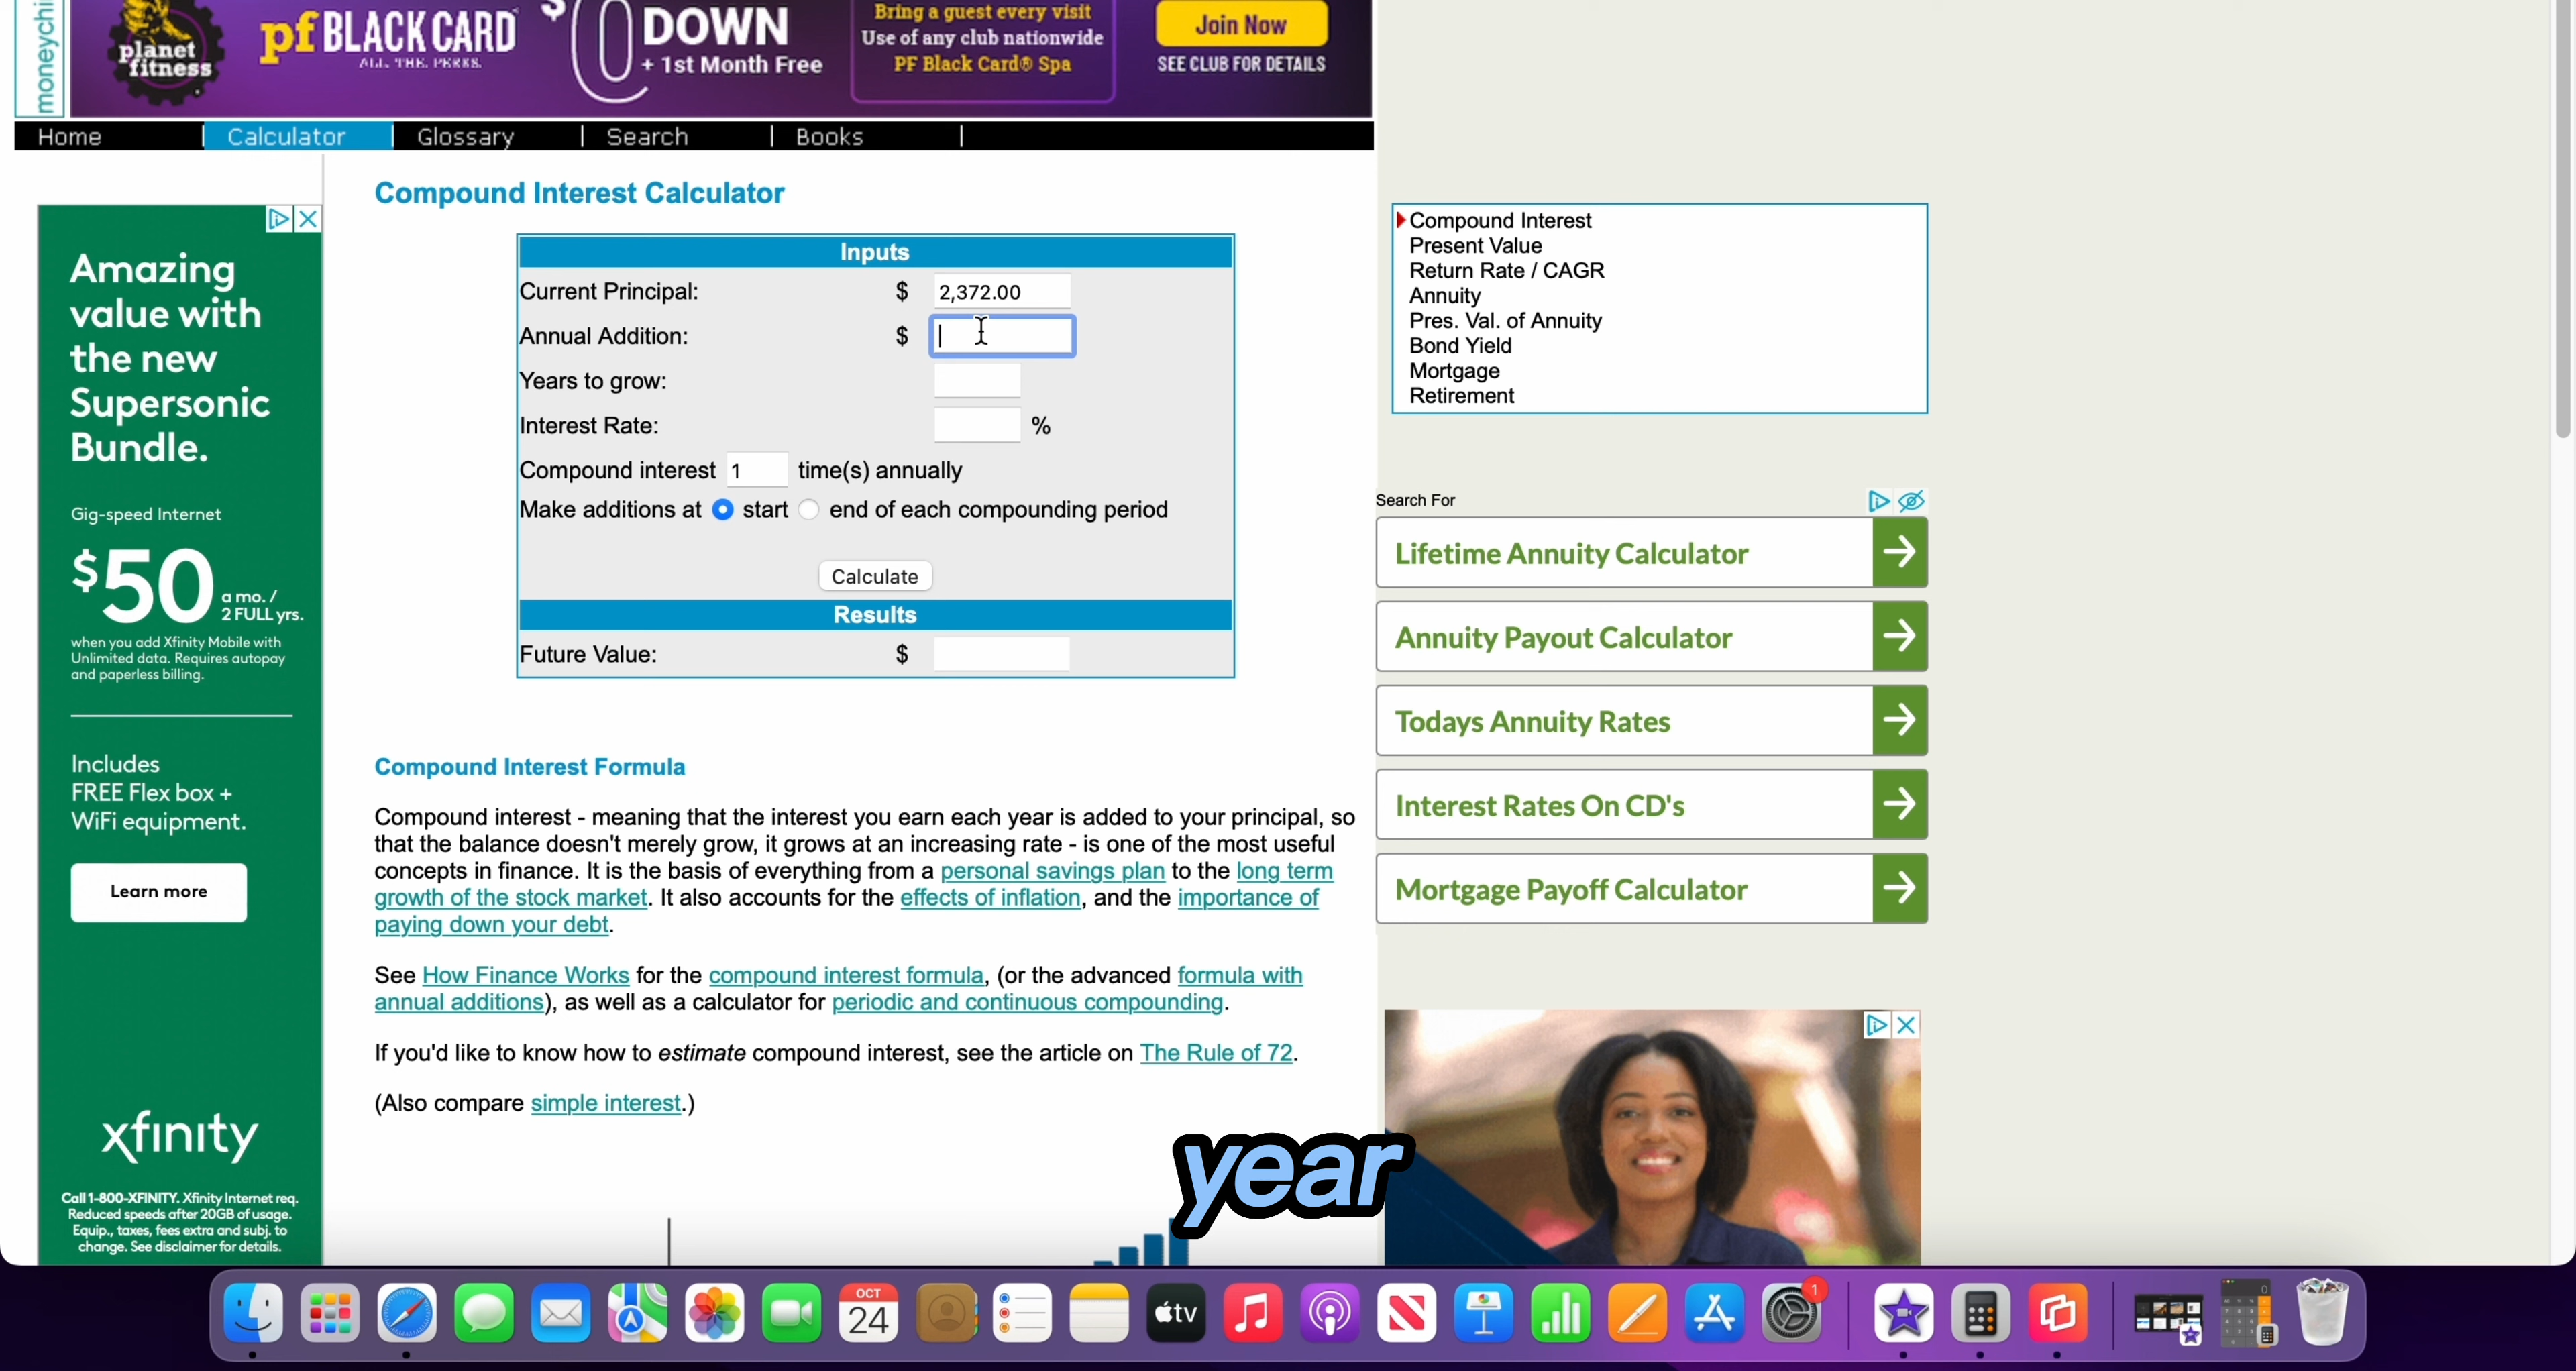 moneychi
planet fitness
pf BLACK CARD
ALL. THE. PERKS.
$0 DOWN
+ 1st Month Free
Bring a guest every visit
Use of any club nationwide
PF Black Card® Spa
Join Now
SEE CLUB FOR DETAILS
Home | Calculator | Glossary | Search | Books |
Amazing
value with
the new
Supersonic
Bundle.
Gig-speed Internet
$50 a mo. /
2 FULL yrs.
when you add Xfinity Mobile with
Unlimited data. Requires autopay
and paperless billing.
Includes
FREE Flex box +
WiFi equipment.
Learn more
xfinity
Call 1-800-XFINITY. Xfinity Internet req.
Reduced speeds after 20GB of usage.
Equip., taxes, fees extra and subj. to
change. See disclaimer for details.
Compound Interest Calculator
Inputs
Current Principal: $ 2,372.00
Annual Addition: $
Years to grow:
Interest Rate: %
Compound interest 1 time(s) annually
Make additions at start end of each compounding period
Calculate
Results
Future Value: $
Compound Interest Formula
Compound interest - meaning that the interest you earn each year is added to your principal, so
that the balance doesn't merely grow, it grows at an increasing rate - is one of the most useful
concepts in finance. It is the basis of everything from a personal savings plan to the long term
growth of the stock market. It also accounts for the effects of inflation, and the importance of
paying down your debt.
See How Finance Works for the compound interest formula, (or the advanced formula with
annual additions), as well as a calculator for periodic and continuous compounding.
If you'd like to know how to estimate compound interest, see the article on The Rule of 72.
(Also compare simple interest.)
Compound Interest
Present Value
Return Rate / CAGR
Annuity
Pres. Val. of Annuity
Bond Yield
Mortgage
Retirement
Search For
Lifetime Annuity Calculator
Annuity Payout Calculator
Todays Annuity Rates
Interest Rates On CD's
Mortgage Payoff Calculator
year
OCT
24
tv
1